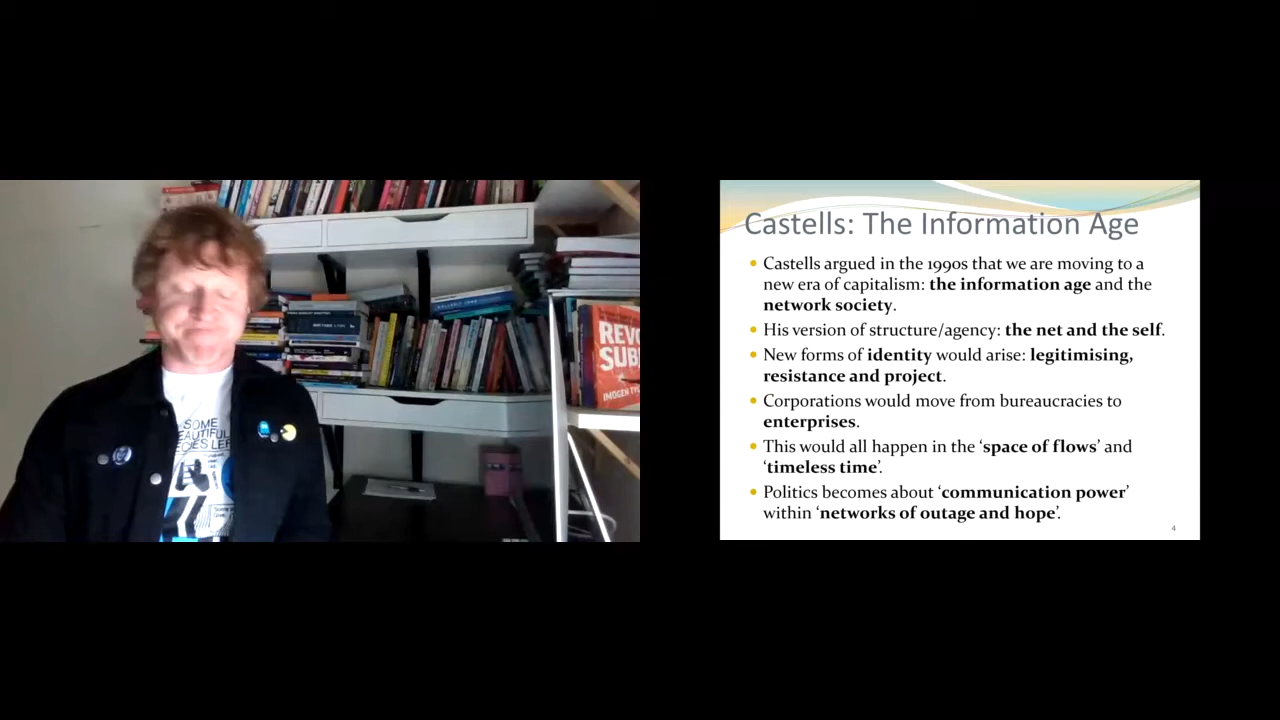 SOME
REVO
SUB
IMOGEN
Castells: The Information Age
Castells argued in the 1990s that we are moving to a
new era of capitalism: the information age and the
network society.
His version of structure/agency: the net and the self.
New forms of identity would arise: legitimising,
resistance and project.
Corporations would move from bureaucracies to
enterprises.
This would all happen in the ‘space of flows’ and
‘timeless time’.
Politics becomes about ‘communication power’
within ‘networks of outage and hope’.
4